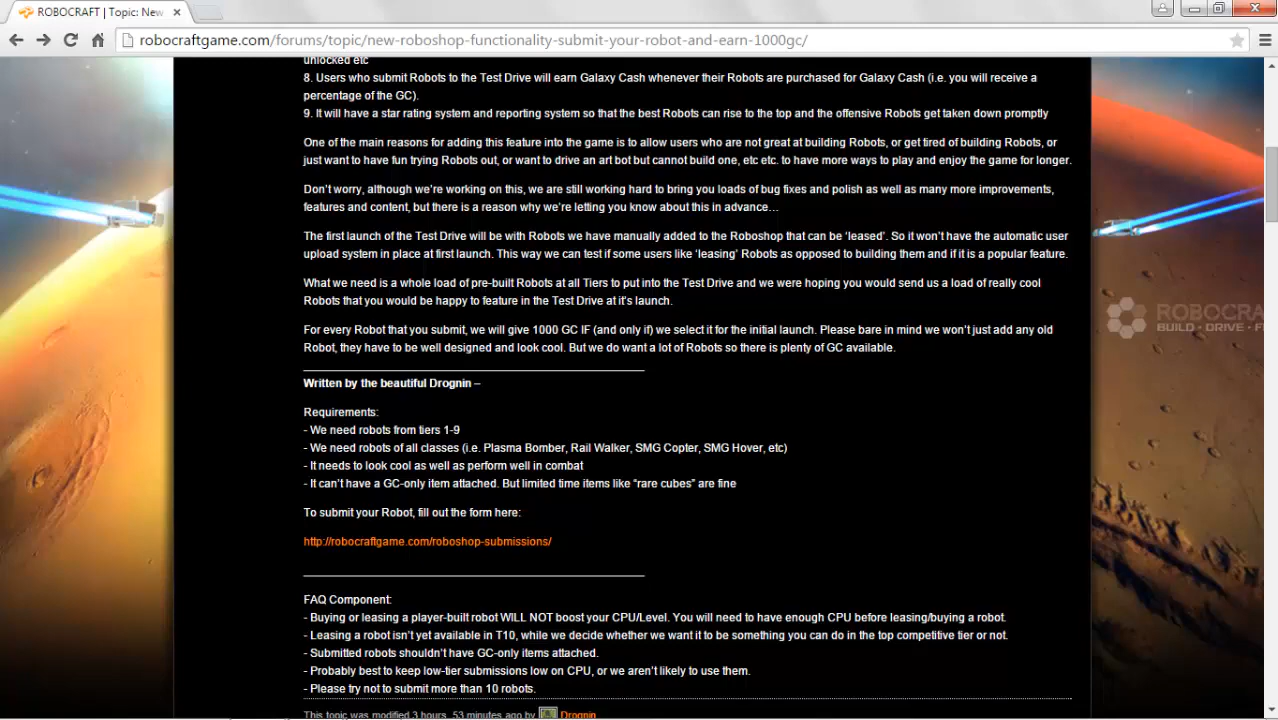 ROBOCRAFT | Topic: New
robocraftgame.com/forums/topic/new-roboshop-functionality-submit-your-robot-and-earn-1000gc/
unlocked etc
8. Users who submit Robots to the Test Drive will earn Galaxy Cash whenever their Robots are purchased for Galaxy Cash (i.e. you will receive a
percentage of the GC).
9. It will have a star rating system and reporting system so that the best Robots can rise to the top and the offensive Robots get taken down promptly
One of the main reasons for adding this feature into the game is to allow users who are not great at building Robots, or get tired of building Robots, or
just want to have fun trying Robots out, or want to drive an art bot but cannot build one, etc etc. to have more ways to play and enjoy the game for longer.
Don't worry, although we're working on this, we are still working hard to bring you loads of bug fixes and polish as well as many more improvements,
features and content, but there is a reason why we're letting you know about this in advance…
The first launch of the Test Drive will be with Robots we have manually added to the Roboshop that can be 'leased'. So it won't have the automatic user
upload system in place at first launch. This way we can test if some users like 'leasing' Robots as opposed to building them and if it is a popular feature.
What we need is a whole load of pre-built Robots at all Tiers to put into the Test Drive and we were hoping you would send us a load of really cool
Robots that you would be happy to feature in the Test Drive at it's launch.
For every Robot that you submit, we will give 1000 GC IF (and only if) we select it for the initial launch. Please bare in mind we won't just add any old
Robot, they have to be well designed and look cool. But we do want a lot of Robots so there is plenty of GC available.
ROBOCRAFT
BUILD • DRIVE • F
Written by the beautiful Drognin –
Requirements:
- We need robots from tiers 1-9
- We need robots of all classes (i.e. Plasma Bomber, Rail Walker, SMG Copter, SMG Hover, etc)
- It needs to look cool as well as perform well in combat
- It can't have a GC-only item attached. But limited time items like “rare cubes” are fine
To submit your Robot, fill out the form here:
http://robocraftgame.com/roboshop-submissions/
FAQ Component:
- Buying or leasing a player-built robot WILL NOT boost your CPU/Level. You will need to have enough CPU before leasing/buying a robot.
- Leasing a robot isn't yet available in T10, while we decide whether we want it to be something you can do in the top competitive tier or not.
- Submitted robots shouldn't have GC-only items attached.
- Probably best to keep low-tier submissions low on CPU, or we aren't likely to use them.
- Please try not to submit more than 10 robots.
This topic was modified 3 hours, 53 minutes ago by Drognin